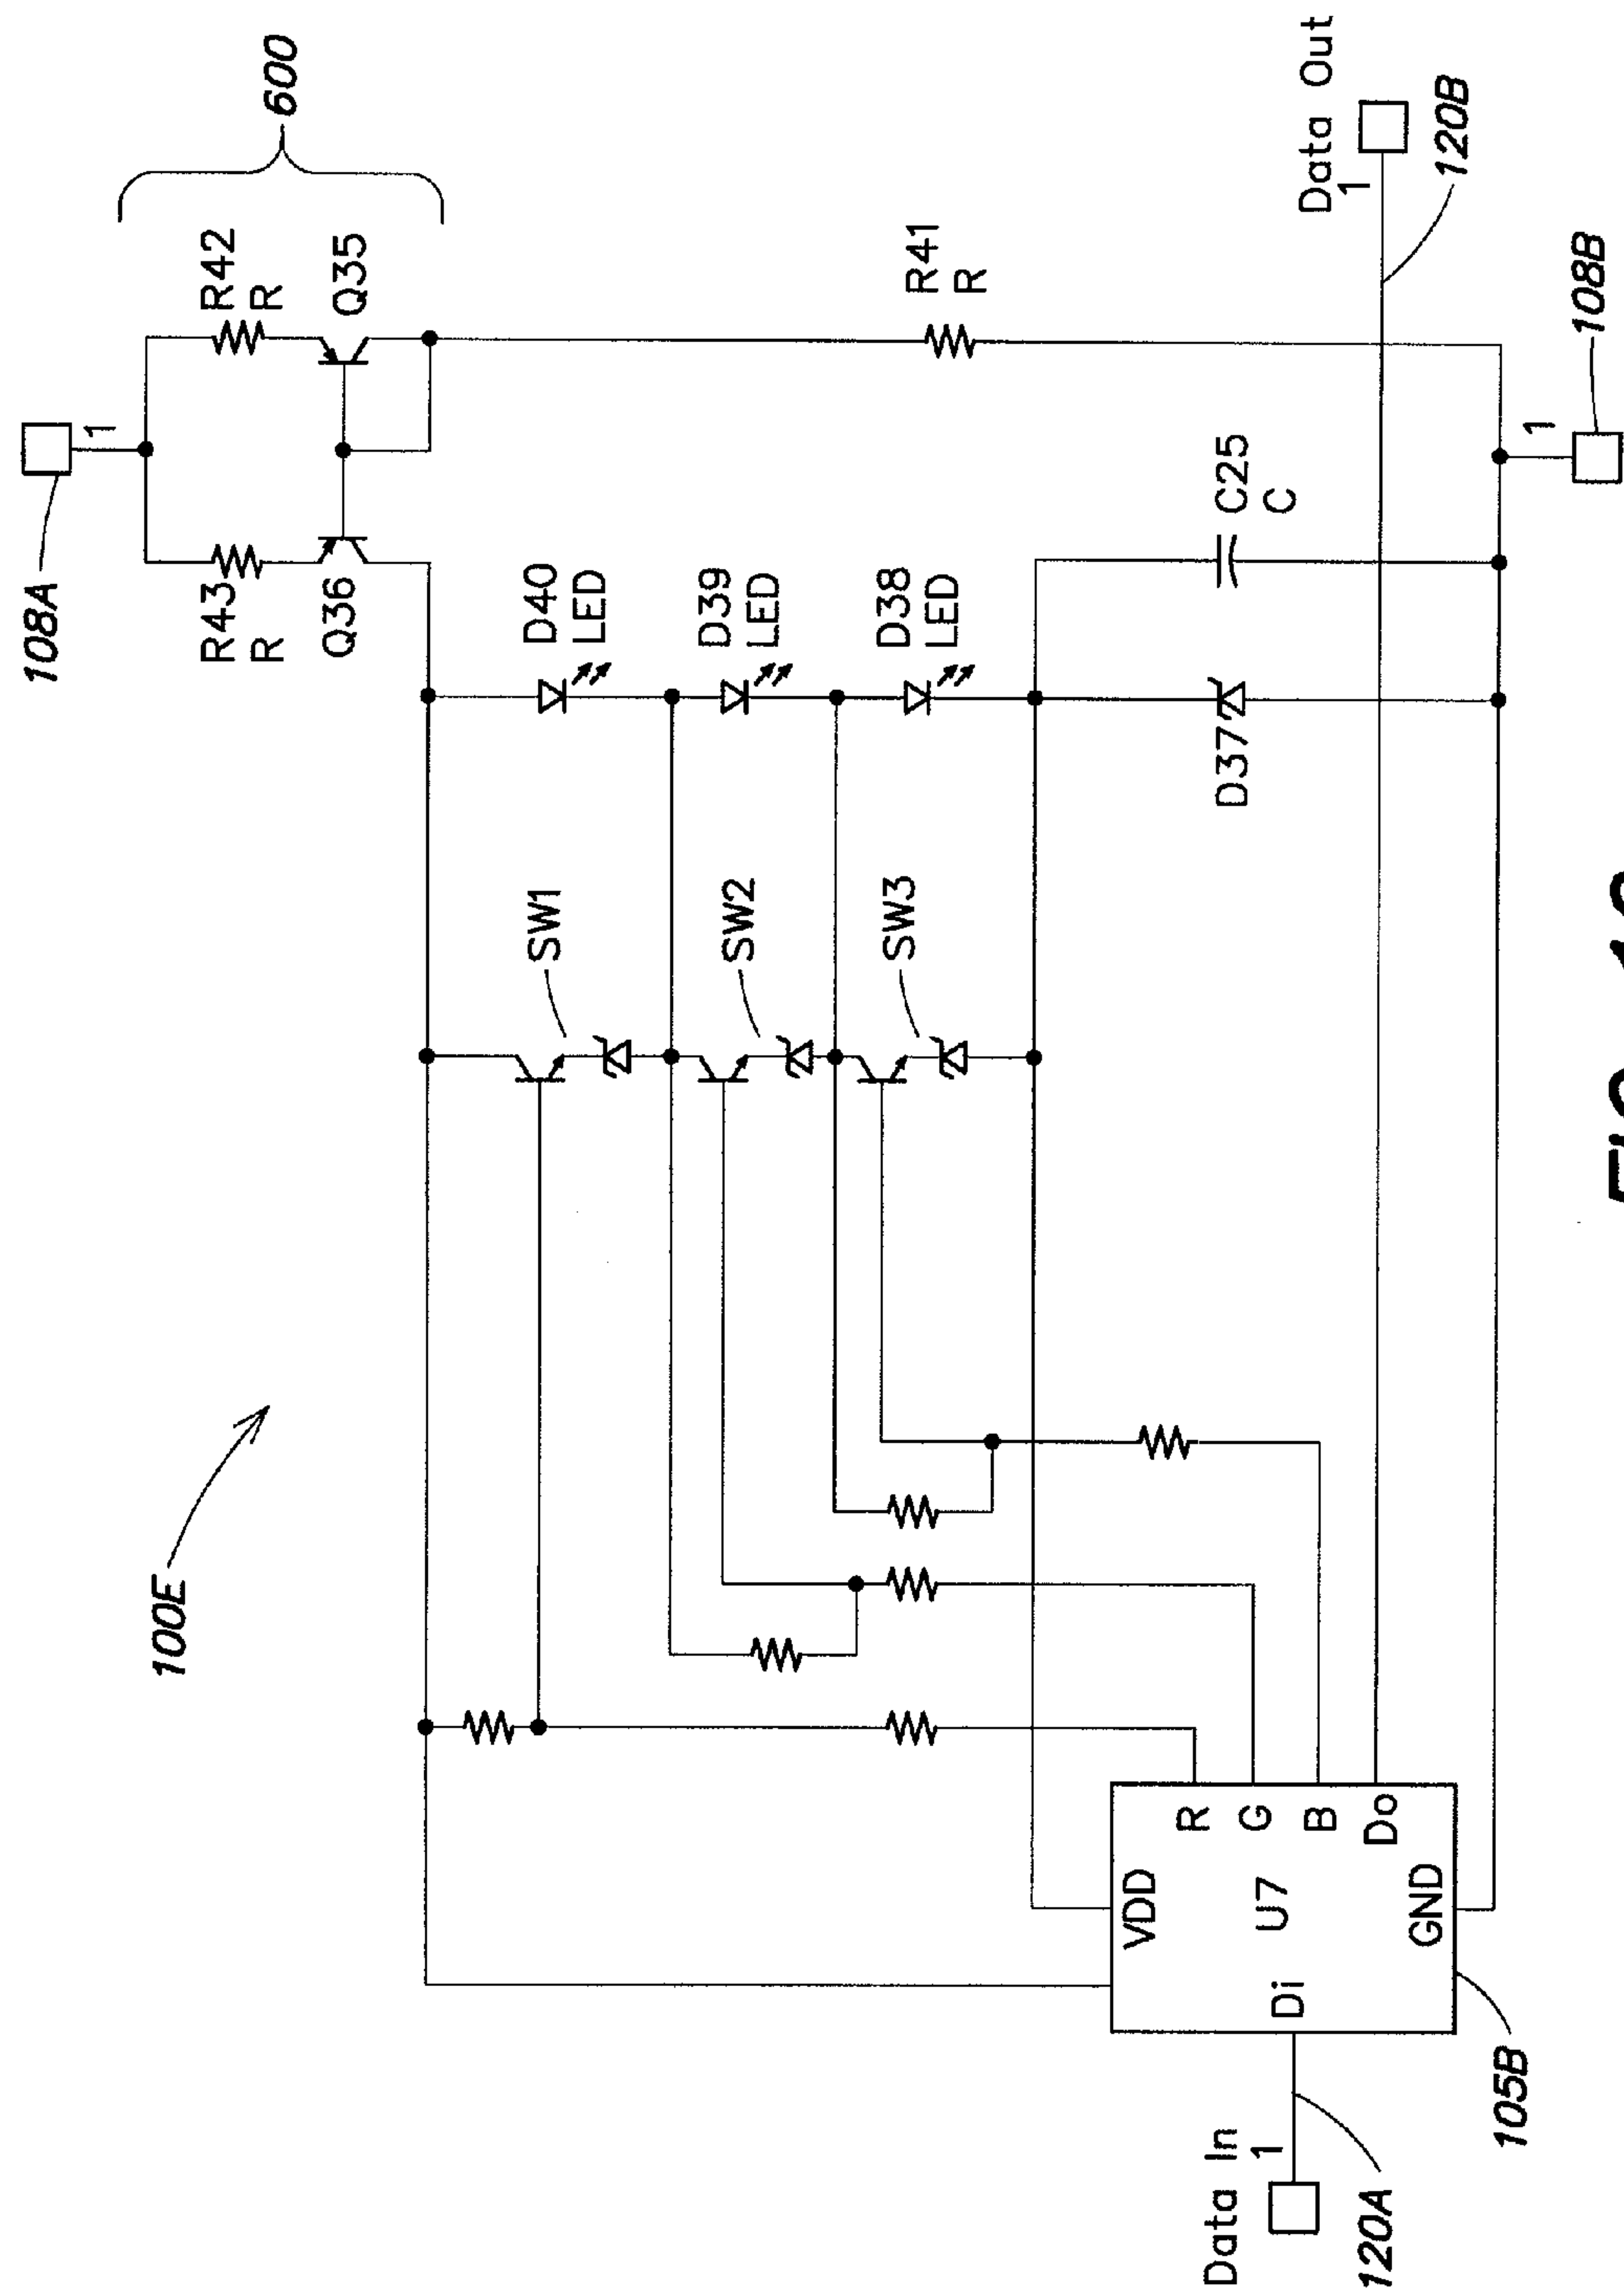 108A
1
600
R43
R
R42
R
Q36
Q35
100E
D40
LED
SW1
D39
LED
SW2
D38
LED
SW3
R41
R
C25
C
D37
VDD
R
G
B
Do
U7
Di
GND
Data In
1
120A
105B
Data Out
1
120B
1
108B